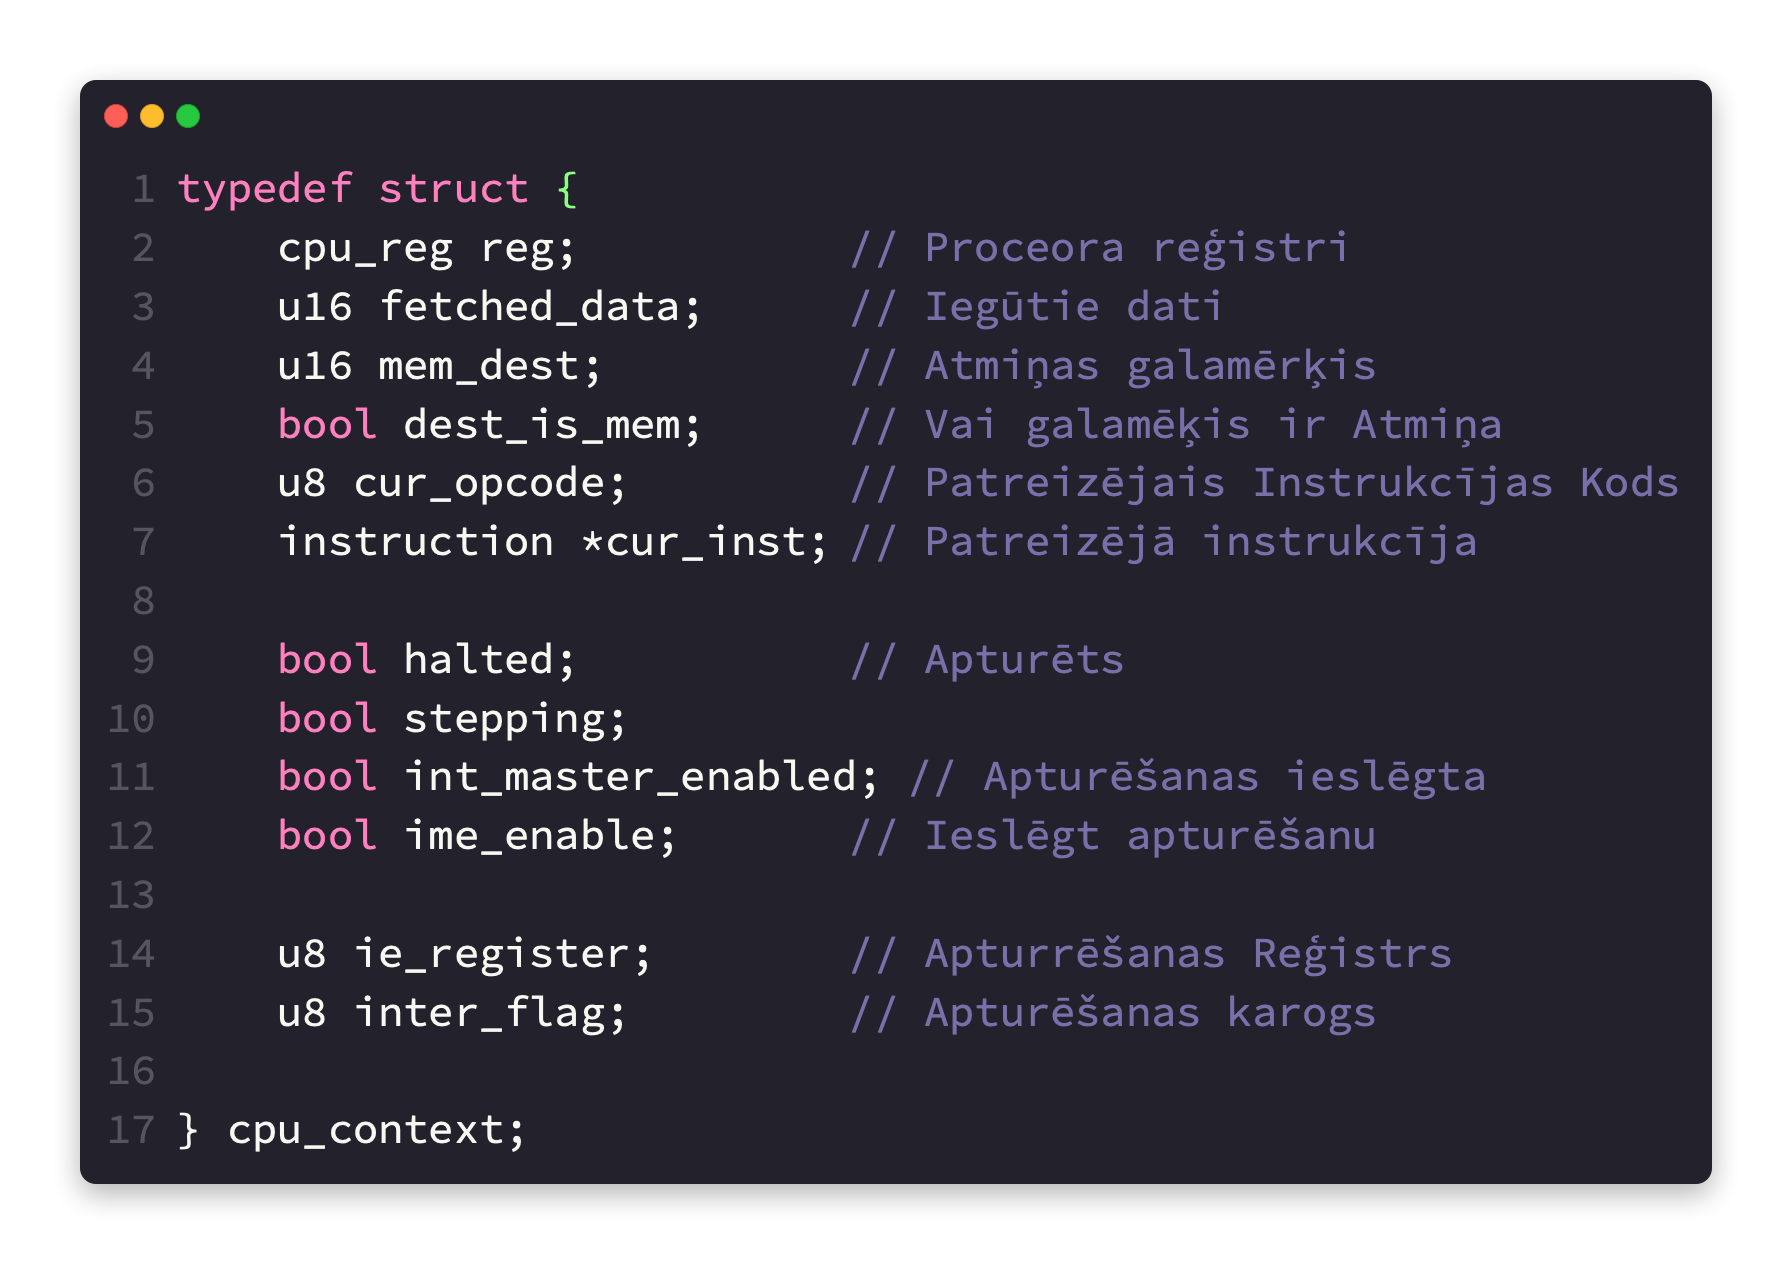 1 typedef struct {
2 cpu_reg reg; // Proceora reģistri
3 u16 fetched_data; // Iegūtie dati
4 u16 mem_dest; // Atmiņas galamērķis
5 bool dest_is_mem; // Vai galamēķis ir Atmiņa
6 u8 cur_opcode; // Patreizējais Instrukcījas Kods
7 instruction *cur_inst; // Patreizējā instrukcīja
8
9 bool halted; // Apturēts
10 bool stepping;
11 bool int_master_enabled; // Apturēšanas ieslēgta
12 bool ime_enable; // Ieslēgt apturēšanu
13
14 u8 ie_register; // Apturrēšanas Reģistrs
15 u8 inter_flag; // Apturēšanas karogs
16
17 } cpu_context;